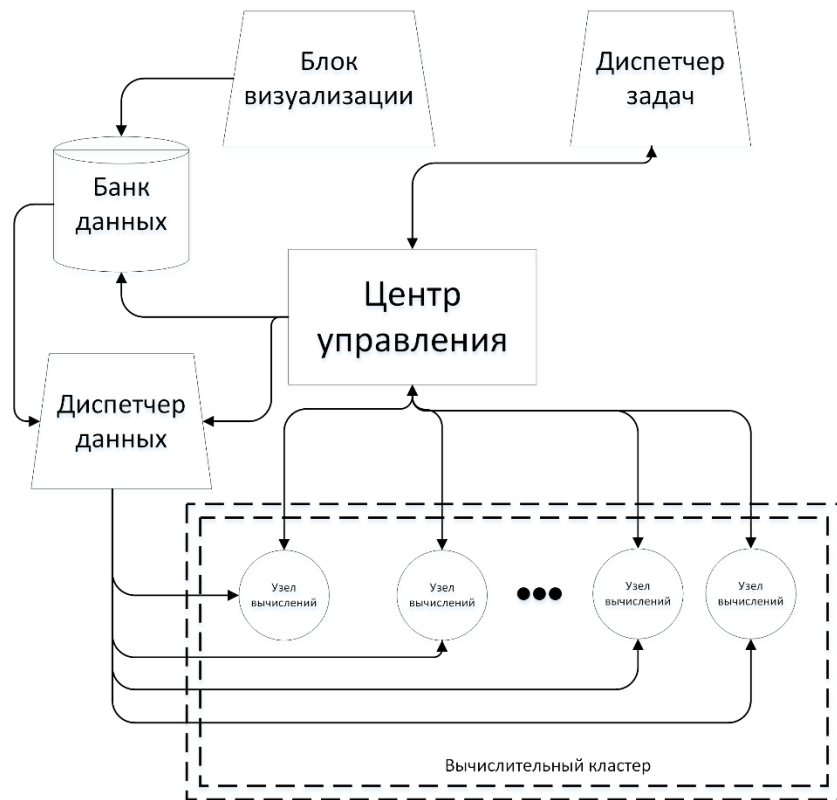 Блок
визуализации
Диспетчер
задач
Банк
данных
Центр
управления
Диспетчер
данных
Узел
вычислений
Узел
вычислений
Узел
вычислений
Узел
вычислений
Вычислительный кластер